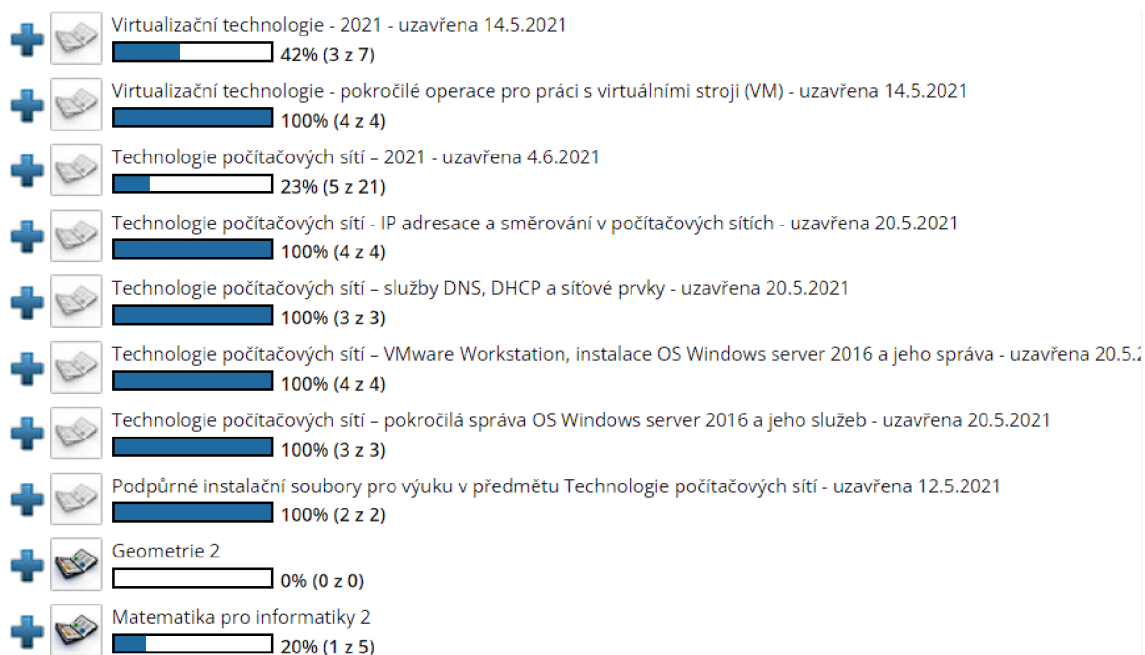 Virtualizační technologie - 2021 - uzavřena 14.5.2021
42% (3 z 7)
Virtualizační technologie - pokročilé operace pro práci s virtuálními stroji (VM) - uzavřena 14.5.2021
100% (4 z 4)
Technologie počítačových sítí – 2021 - uzavřena 4.6.2021
23% (5 z 21)
Technologie počítačových sítí - IP adresace a směrování v počítačových sítích - uzavřena 20.5.2021
100% (4 z 4)
Technologie počítačových sítí – služby DNS, DHCP a síťové prvky - uzavřena 20.5.2021
100% (3 z 3)
Technologie počítačových sítí – VMware Workstation, instalace OS Windows server 2016 a jeho správa - uzavřena 20.5.
100% (4 z 4)
Technologie počítačových sítí – pokročilá správa OS Windows server 2016 a jeho služeb - uzavřena 20.5.2021
100% (3 z 3)
Podpůrné instalační soubory pro výuku v předmětu Technologie počítačových sítí - uzavřena 12.5.2021
100% (2 z 2)
Geometrie 2
0% (0 z 0)
Matematika pro informatiky 2
20% (1 z 5)